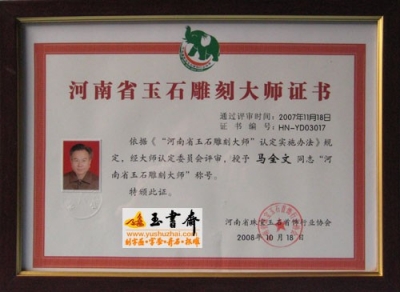 河南省玉石雕刻大师证书
通过评审时间：2007年11月18日
证书编号：HN-YD03017
依据《“河南省玉石雕刻大师”认定实施办法》规
定，经大师认定委员会评审，授予 马全文 同志“河
南省玉石雕刻大师”称号。
特颁此证。
玉書齋
www.yushuzhai.com
河南省珠宝玉石首饰行业协会
2008年10月18日